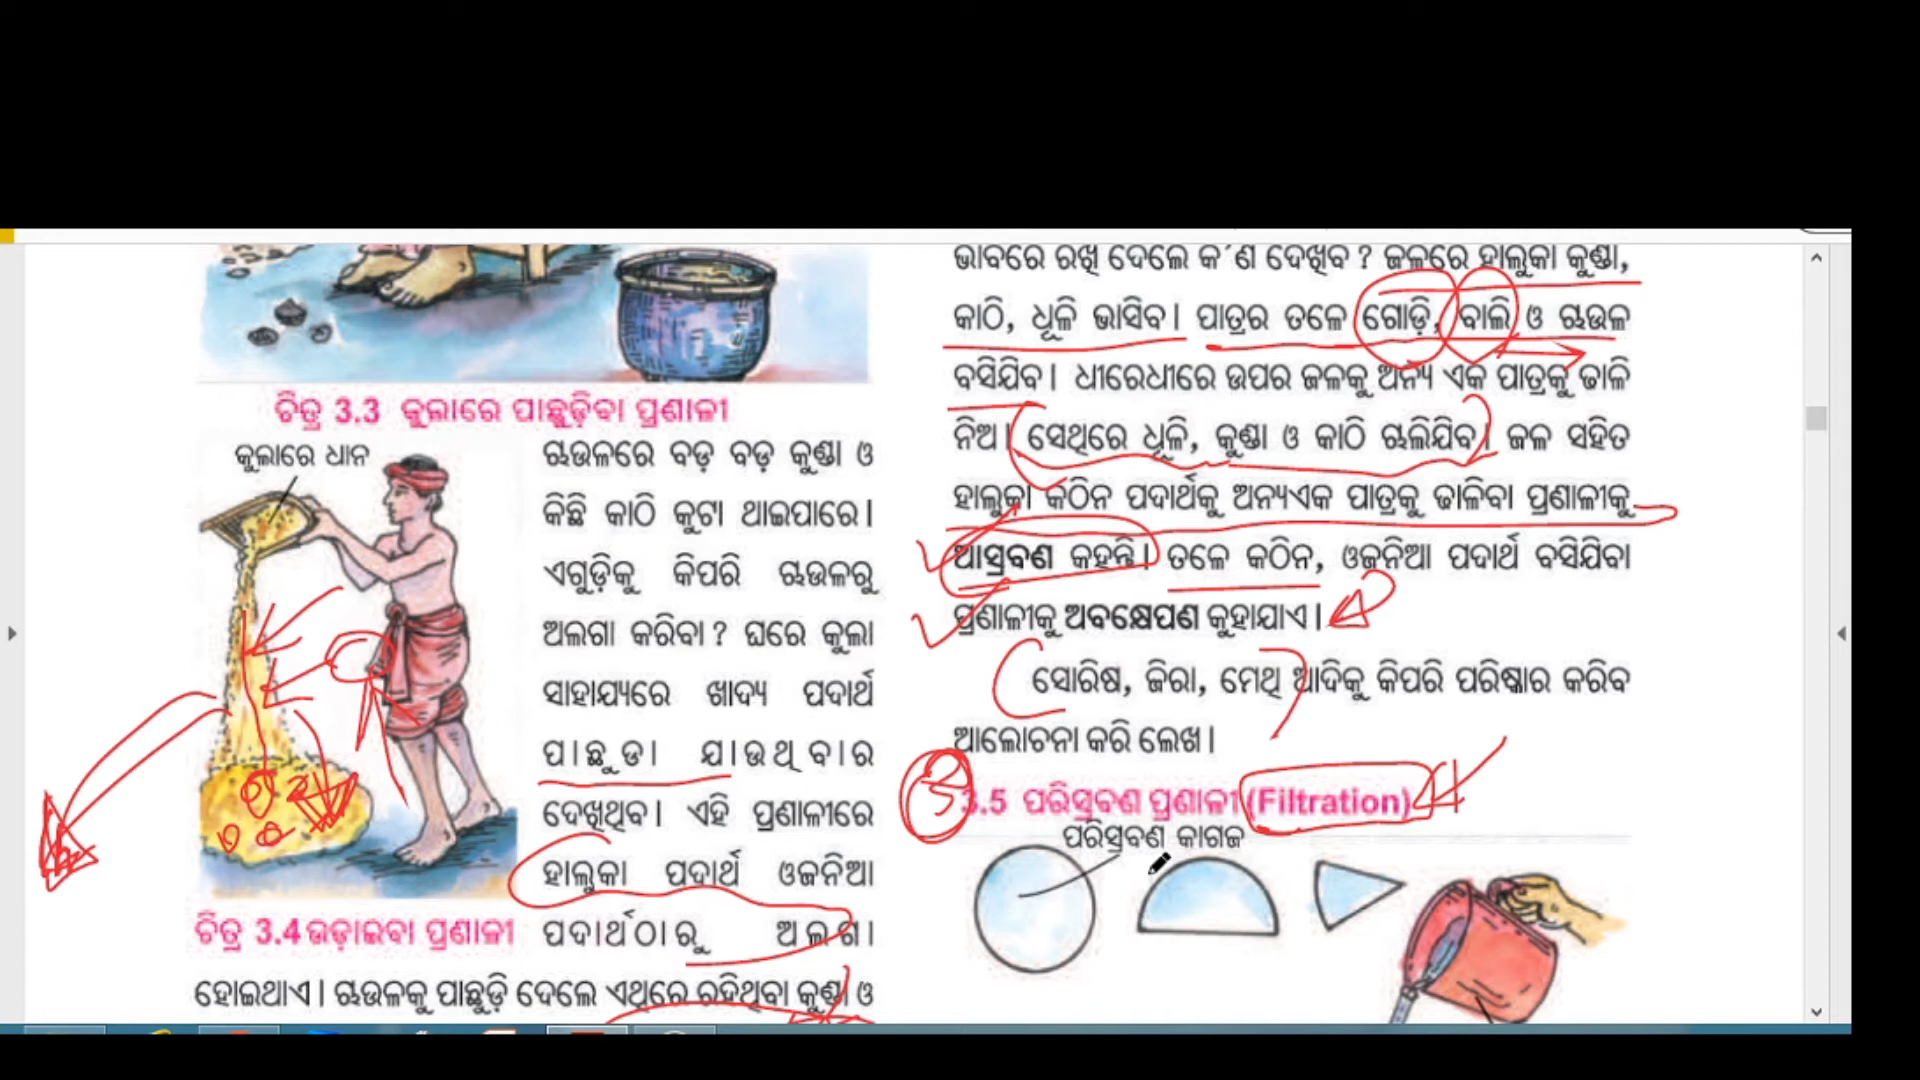 ଚିତ୍ର 3.3 କୁଲାରେ ପାଛୁଡ଼ିବା ପ୍ରଣାଳୀ
କୁଲାରେ ଧାନ
ଚାଉଳରେ ବଡ଼ ବଡ଼ କୁଣ୍ଡା ଓ
କିଛି କାଠି କୁଟା ଥାଇପାରେ।
ଏଗୁଡ଼ିକୁ କିପରି ଚାଉଳରୁ
ଅଲଗା କରିବା? ଘରେ କୁଲା
ସାହାଯ୍ୟରେ ଖାଦ୍ୟ ପଦାର୍ଥ
ପାଛୁଡା ଯାଉଥିବାର
ଦେଖିଥିବ। ଏହି ପ୍ରଣାଳୀରେ
ହାଲୁକା ପଦାର୍ଥ ଓଜନିଆ
ପଦାର୍ଥଠାରୁ ଅଲଗା
ଚିତ୍ର 3.4 ଉଡ଼ାଇବା ପ୍ରଣାଳୀ
ହୋଇଥାଏ। ଚାଉଳକୁ ପାଛୁଡ଼ି ଦେଲେ ଏଥିରେ ରହିଥିବା କୁଣ୍ଡା ଓ
ଭାବରେ ରଖି ଦେଲେ କ'ଣ ଦେଖିବ? ଜଳରେ ହାଲୁକା କୁଣ୍ଡା,
କାଠି, ଧୂଳି ଭାସିବ। ପାତ୍ରର ତଳେ ଗୋଡ଼ି, ବାଲି ଓ ଚାଉଳ
ବସିଯିବ। ଧୀରେଧୀରେ ଉପର ଜଳକୁ ଅନ୍ୟ ଏକ ପାତ୍ରକୁ ଢାଳି
ନିଅ। ସେଥିରେ ଧୂଳି, କୁଣ୍ଡା ଓ କାଠି ଚାଲିଯିବ। ଜଳ ସହିତ
ହାଲୁକା କଠିନ ପଦାର୍ଥକୁ ଅନ୍ୟଏକ ପାତ୍ରକୁ ଢାଳିବା ପ୍ରଣାଳୀକୁ
ଆସ୍ରବଣ କହନ୍ତି। ତଳେ କଠିନ, ଓଜନିଆ ପଦାର୍ଥ ବସିଯିବା
ପ୍ରଣାଳୀକୁ ଅବକ୍ଷେପଣ କୁହାଯାଏ।
ସୋରିଷ, ଜିରା, ମେଥି ଆଦିକୁ କିପରି ପରିଷ୍କାର କରିବ
ଆଲୋଚନା କରି ଲେଖ।
3.5 ପରିସ୍ରବଣ ପ୍ରଣାଳୀ (Filtration)
ପରିସ୍ରବଣ କାଗଜ